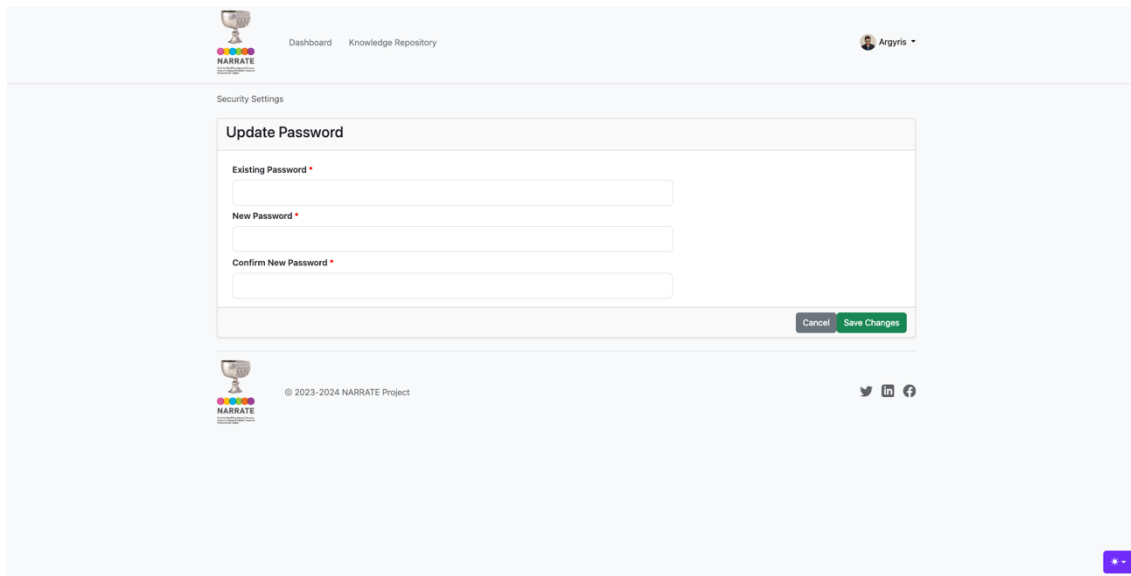 Dashboard Knowledge Repository Argyris
NARRATE
Security Settings
Update Password
Existing Password *
New Password *
Confirm New Password *
Cancel Save Changes
© 2023-2024 NARRATE Project
NARRATE